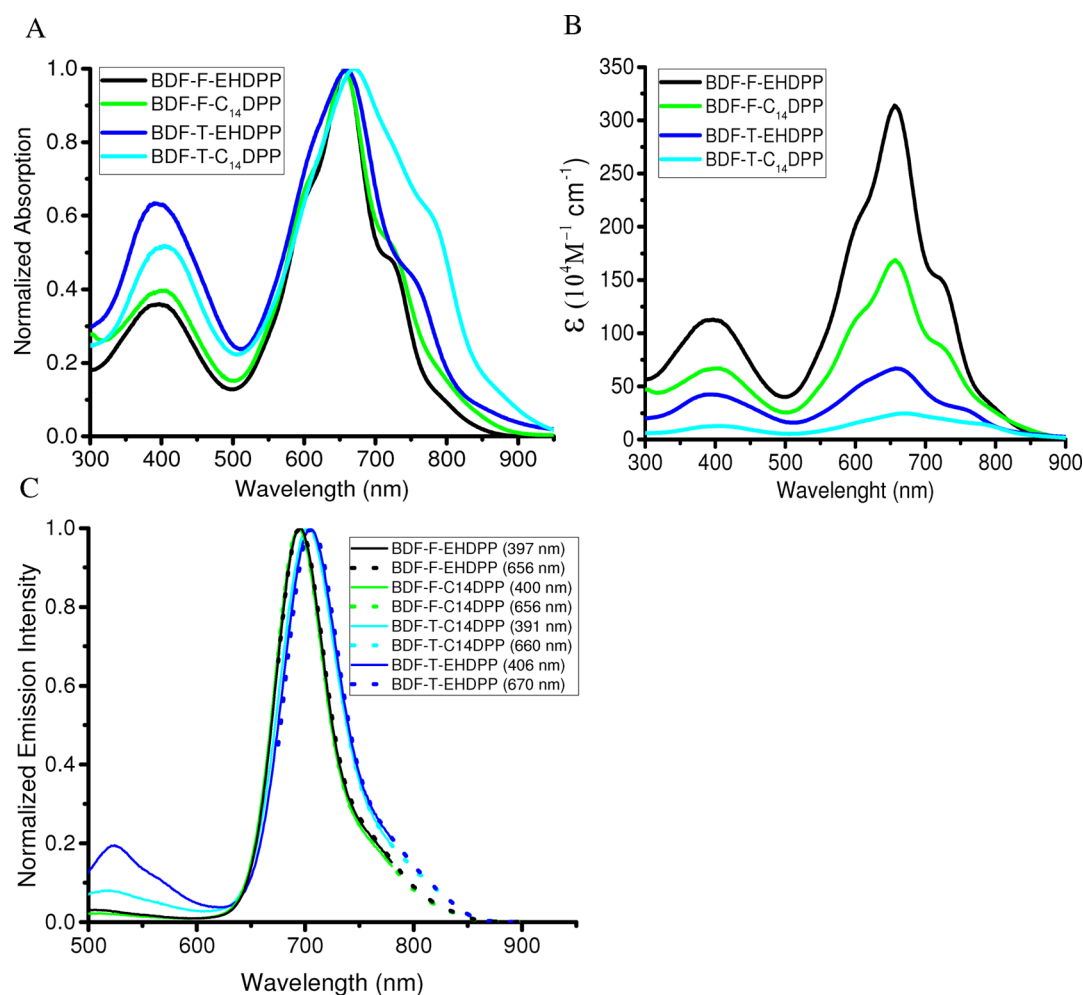 A
1.0
0.8
0.6
0.4
0.2
0.0
Normalized Absorption
BDF-F-EHDPP
BDF-F-C₁₄DPP
BDF-T-EHDPP
BDF-T-C₁₄DPP
300 400 500 600 700 800 900
Wavelength (nm)
B
350
300
250
200
150
100
50
0
ε (10⁴M⁻¹ cm⁻¹)
BDF-F-EHDPP
BDF-F-C₁₄DPP
BDF-T-EHDPP
BDF-T-C₁₄DPP
300 400 500 600 700 800 900
Wavelenght (nm)
C
1.0
0.8
0.6
0.4
0.2
0.0
Normalized Emission Intensity
BDF-F-EHDPP (397 nm)
BDF-F-EHDPP (656 nm)
BDF-F-C14DPP (400 nm)
BDF-F-C14DPP (656 nm)
BDF-T-C14DPP (391 nm)
BDF-T-C14DPP (660 nm)
BDF-T-EHDPP (406 nm)
BDF-T-EHDPP (670 nm)
500 600 700 800 900
Wavelength (nm)